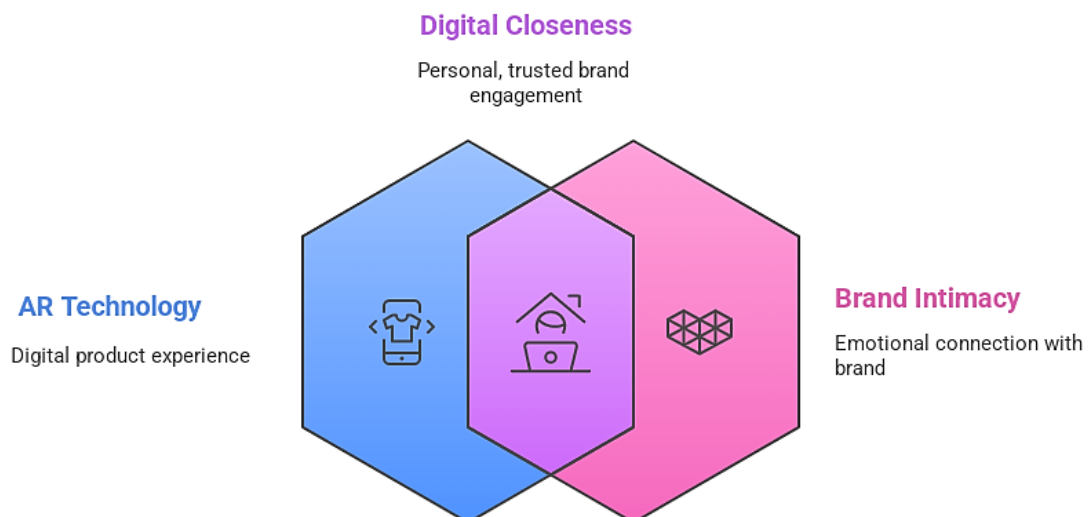 Digital Closeness
Personal, trusted brand
engagement
AR Technology
Digital product experience
Brand Intimacy
Emotional connection with
brand